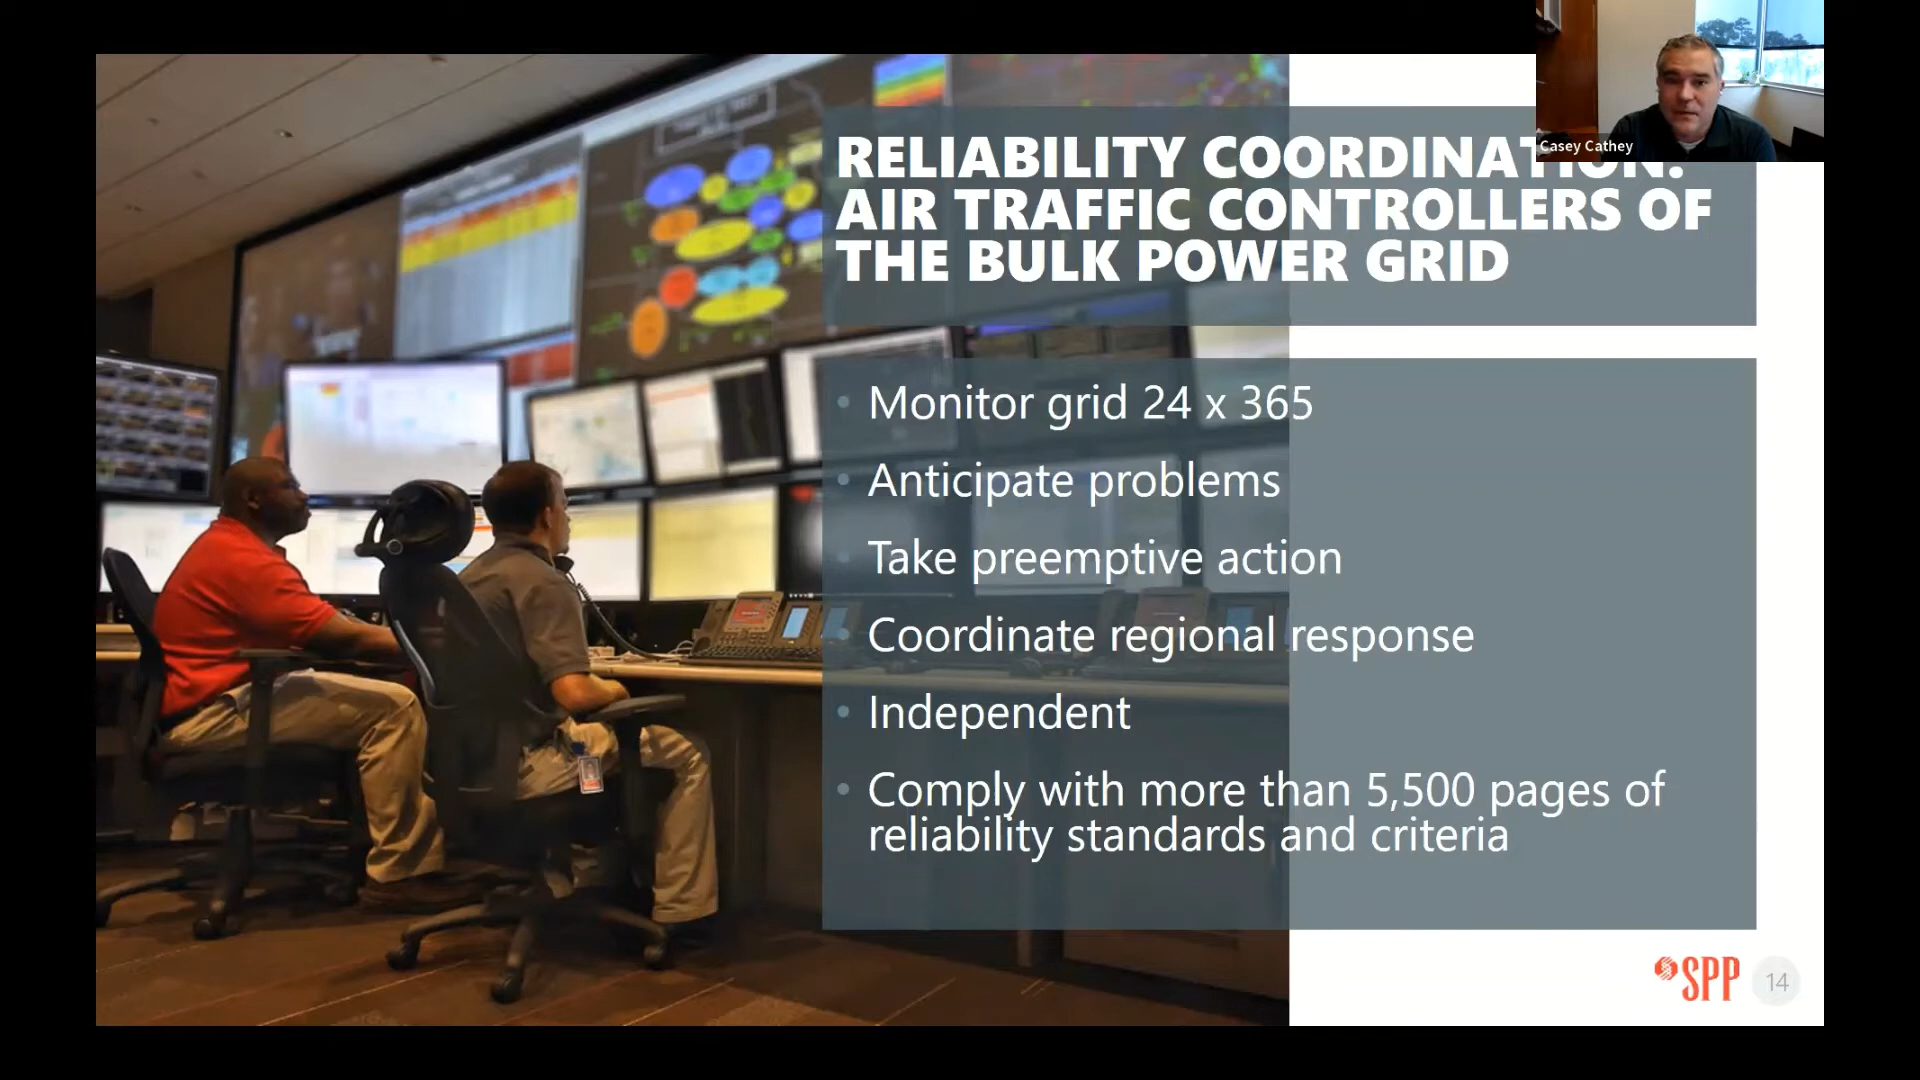 Casey Cathey
RELIABILITY COORDINATION:
AIR TRAFFIC CONTROLLERS OF
THE BULK POWER GRID
• Monitor grid 24 x 365
• Anticipate problems
• Take preemptive action
• Coordinate regional response
• Independent
• Comply with more than 5,500 pages of
reliability standards and criteria
SPP
14